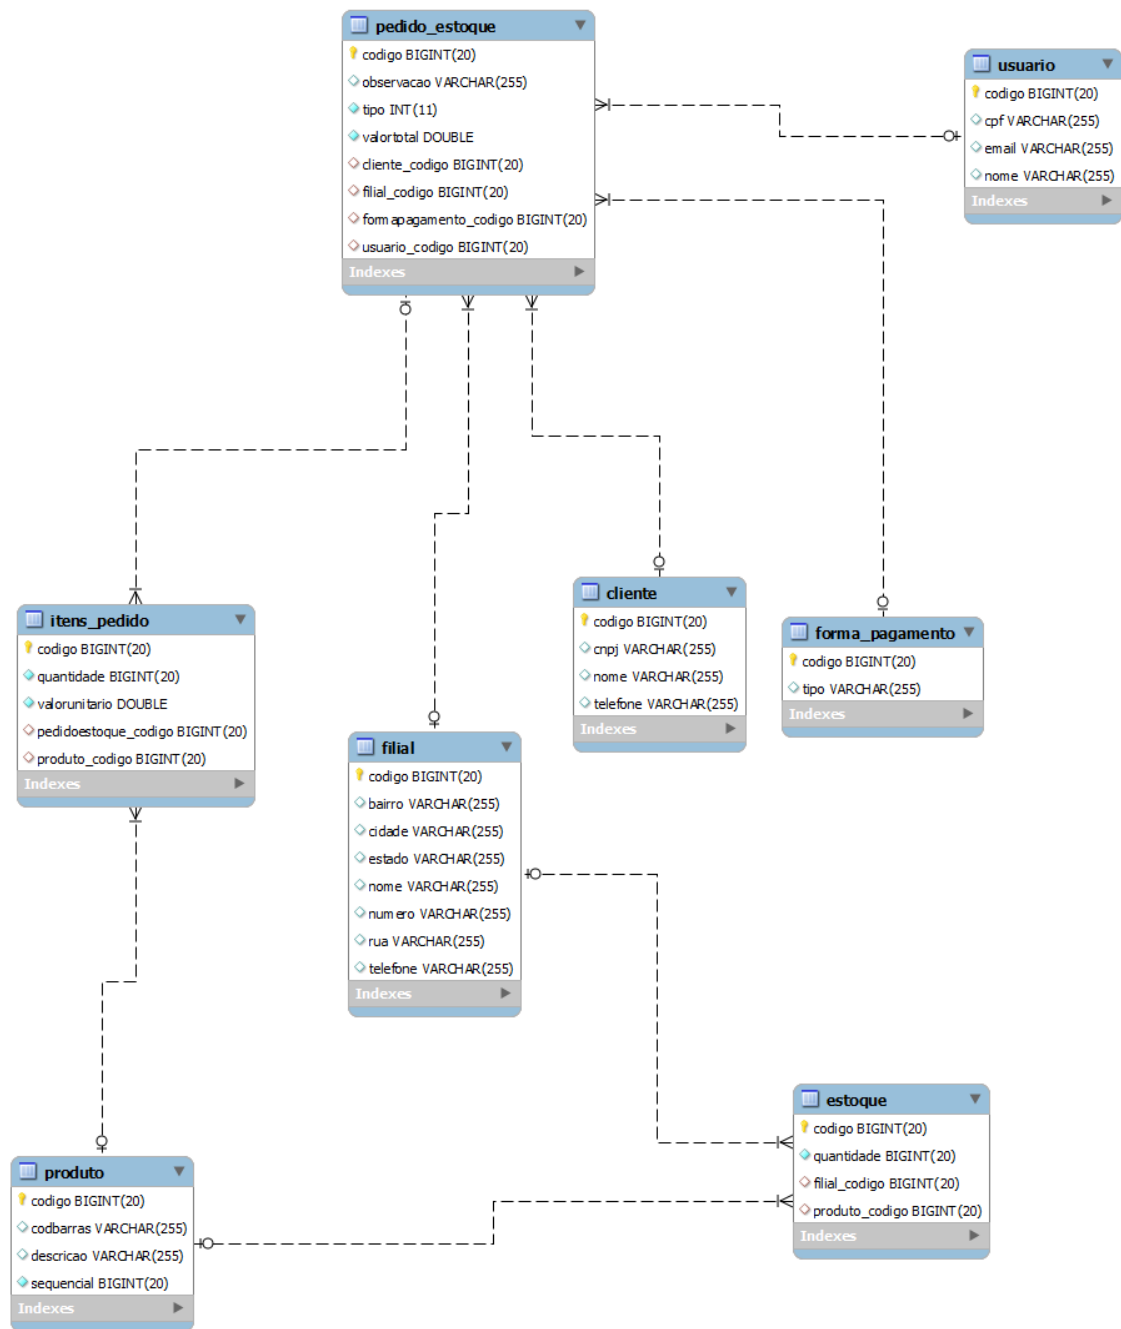 pedido_estoque
codigo BIGINT(20)
observacao VARCHAR(255)
tipo INT(11)
valortotal DOUBLE
cliente_codigo BIGINT(20)
filial_codigo BIGINT(20)
formapagamento_codigo BIGINT(20)
usuario_codigo BIGINT(20)
Indexes
usuario
codigo BIGINT(20)
cpf VARCHAR(255)
email VARCHAR(255)
nome VARCHAR(255)
Indexes
itens_pedido
codigo BIGINT(20)
quantidade BIGINT(20)
valorunitario DOUBLE
pedidoestoque_codigo BIGINT(20)
produto_codigo BIGINT(20)
Indexes
cliente
codigo BIGINT(20)
cnpj VARCHAR(255)
nome VARCHAR(255)
telefone VARCHAR(255)
Indexes
forma_pagamento
codigo BIGINT(20)
tipo VARCHAR(255)
Indexes
filial
codigo BIGINT(20)
bairro VARCHAR(255)
cidade VARCHAR(255)
estado VARCHAR(255)
nome VARCHAR(255)
numero VARCHAR(255)
rua VARCHAR(255)
telefone VARCHAR(255)
Indexes
estoque
codigo BIGINT(20)
quantidade BIGINT(20)
filial_codigo BIGINT(20)
produto_codigo BIGINT(20)
Indexes
produto
codigo BIGINT(20)
codbarras VARCHAR(255)
descricao VARCHAR(255)
sequencial BIGINT(20)
Indexes